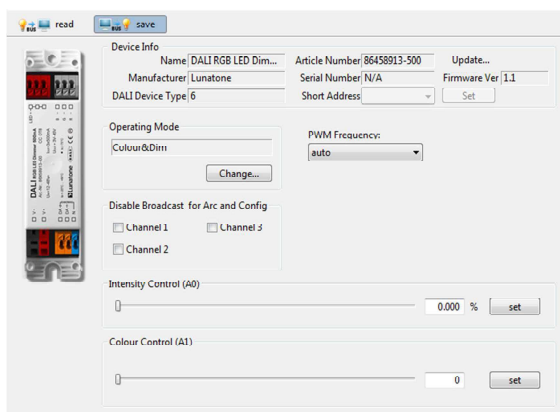 read save
Device Info
Name DALI RGB LED Dim... Article Number 86458913-500 Update...
Manufacturer Lunatone Serial Number N/A Firmware Ver 1.1
DALI Device Type 6 Short Address Set
Operating Mode
PWM Frequency:
Colour&Dim
auto
Change...
Disable Broadcast for Arc and Config
Channel 1 Channel 3
Channel 2
Intensity Control (A0)
0.000 % set
Colour Control (A1)
0 set